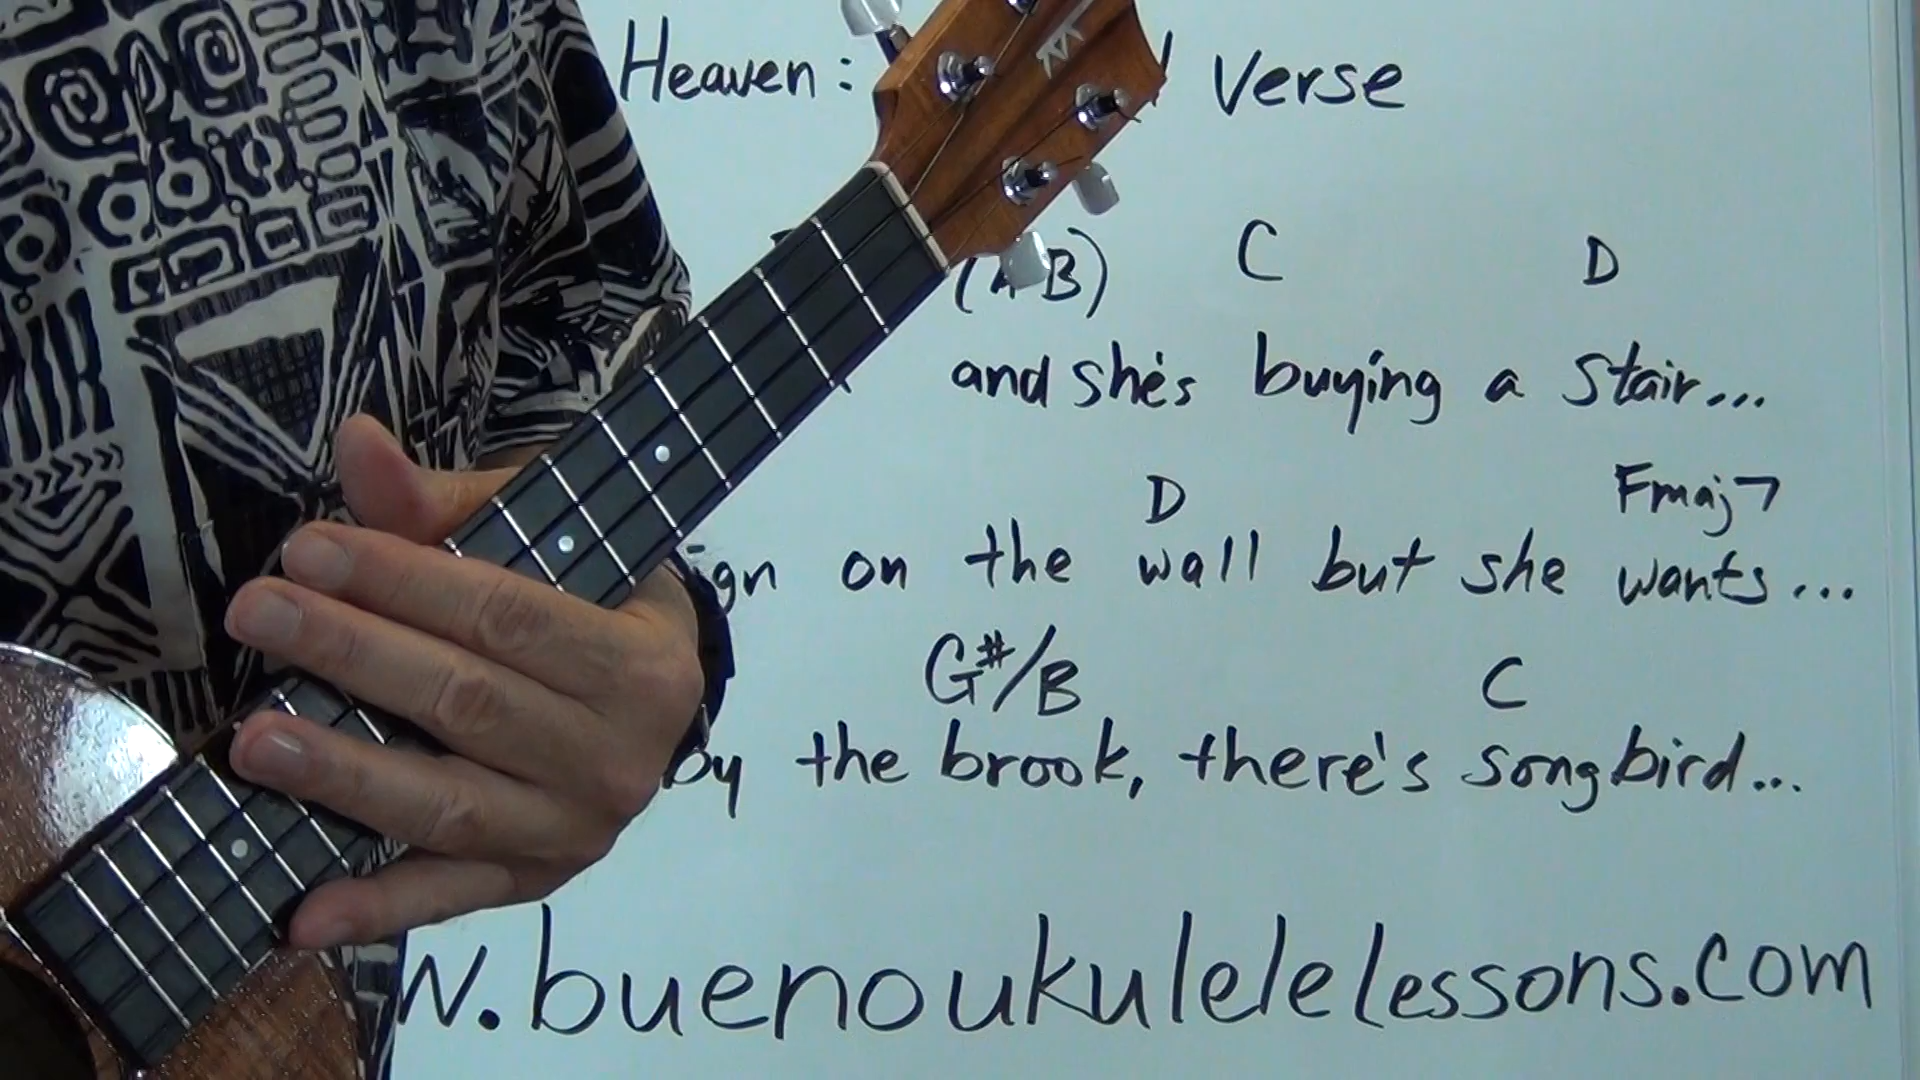 Heaven: Verse
(A B) C D
and she's buying a stair...
D Fmaj7
on the wall but she wants...
G#/B C
by the brook, there's songbird...
w.buenoukulelelessons.com